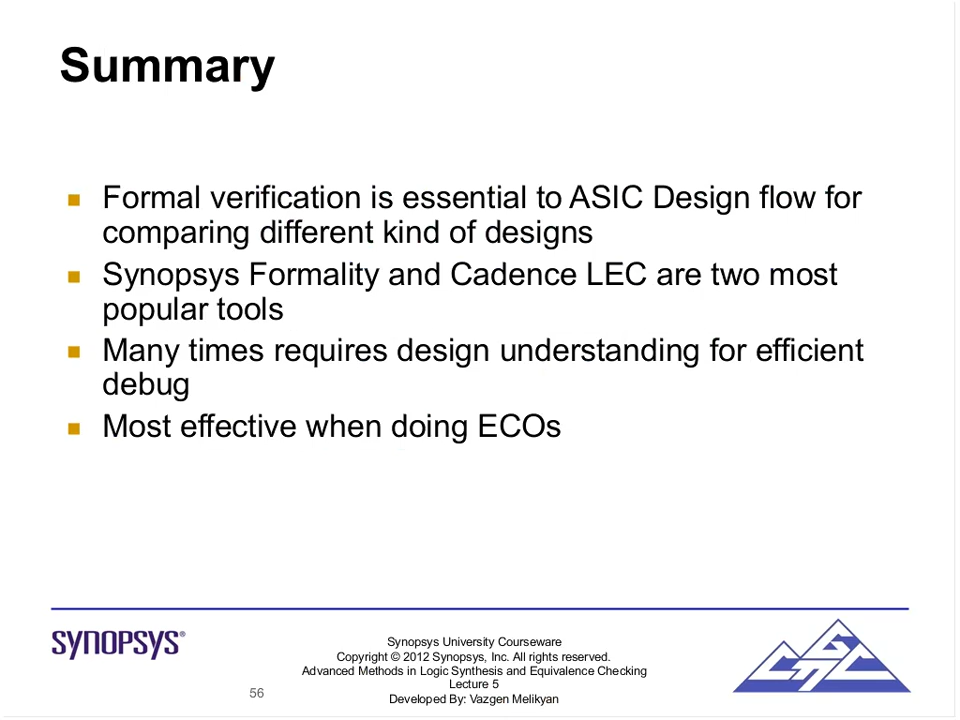 Summary
Formal verification is essential to ASIC Design flow for
comparing different kind of designs
Synopsys Formality and Cadence LEC are two most
popular tools
Many times requires design understanding for efficient
debug
Most effective when doing ECOs
SYNOPSYS®
Synopsys University Courseware
Copyright © 2012 Synopsys, Inc. All rights reserved.
Advanced Methods in Logic Synthesis and Equivalence Checking
Lecture 5
Developed By: Vazgen Melikyan
56